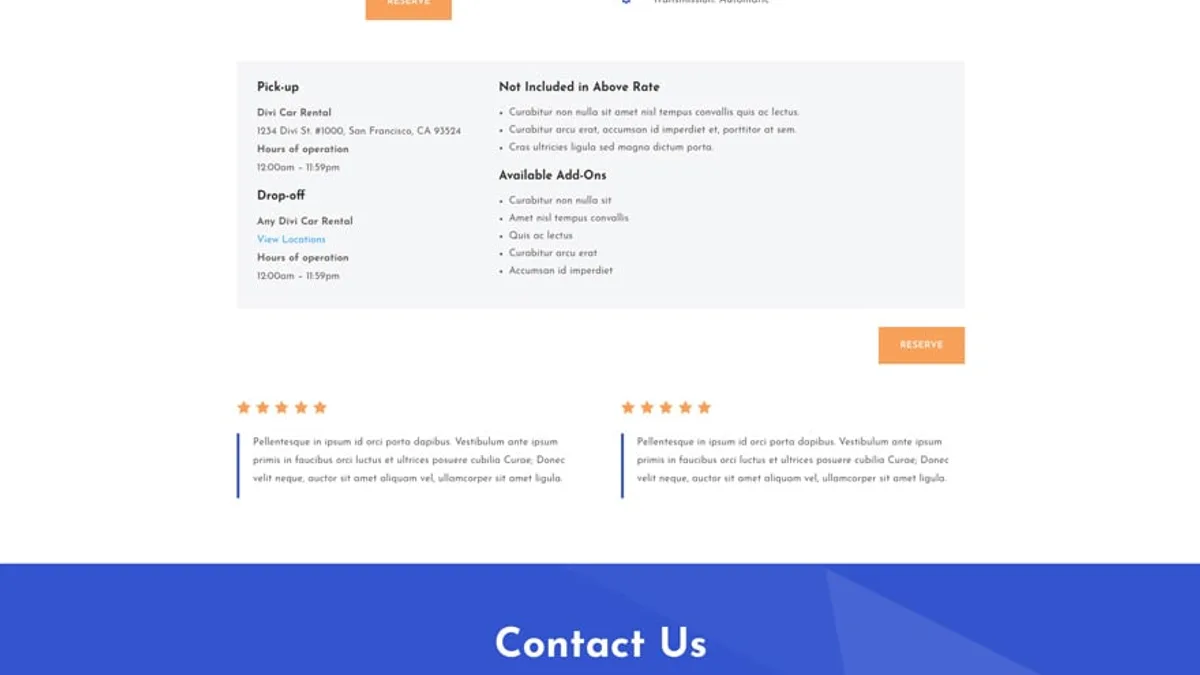 RESERVE
Transmission: Automatic
Pick-up
Divi Car Rental
1234 Divi St. #1000, San Francisco, CA 93524
Hours of operation
12:00am – 11:59pm
Drop-off
Any Divi Car Rental
View Locations
Hours of operation
12:00am – 11:59pm
Not Included in Above Rate
• Curabitur non nulla sit amet nisl tempus convallis quis ac lectus.
• Curabitur arcu erat, accumsan id imperdiet et, porttitor at sem.
• Cras ultricies ligula sed magna dictum porta.
Available Add-Ons
• Curabitur non nulla sit
• Amet nisl tempus convallis
• Quis ac lectus
• Curabitur arcu erat
• Accumsan id imperdiet
RESERVE
Pellentesque in ipsum id orci porta dapibus. Vestibulum ante ipsum
primis in faucibus orci luctus et ultrices posuere cubilia Curae; Donec
velit neque, auctor sit amet aliquam vel, ullamcorper sit amet ligula.
Pellentesque in ipsum id orci porta dapibus. Vestibulum ante ipsum
primis in faucibus orci luctus et ultrices posuere cubilia Curae; Donec
velit neque, auctor sit amet aliquam vel, ullamcorper sit amet ligula.
Contact Us